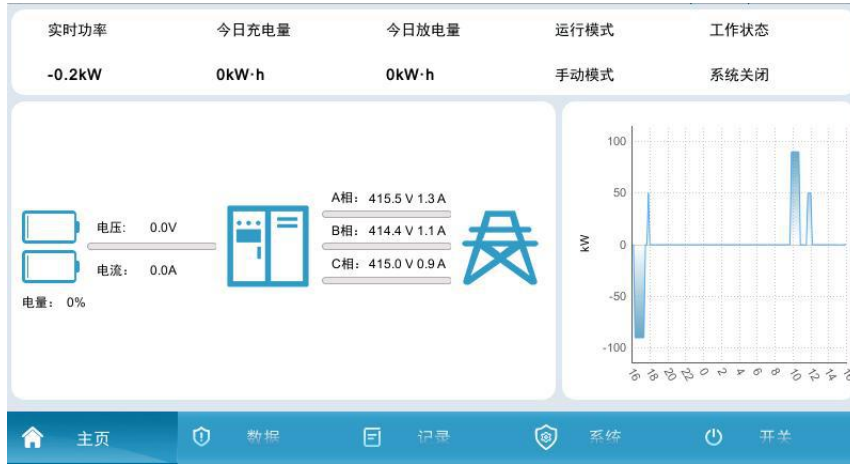 实时功率 今日充电量 今日放电量 运行模式 工作状态
-0.2kW 0kW·h 0kW·h 手动模式 系统关闭
A相： 415.5 V 1.3 A
电压: 0.0V
B相： 414.4 V 1.1 A
电流: 0.0A
C相： 415.0 V 0.9 A
电量： 0%
kW
100
50
0
-50
-100
16 18 20 22 0 2 4 6 8 10 12 14 16
主页 数据 记录 系统 开关